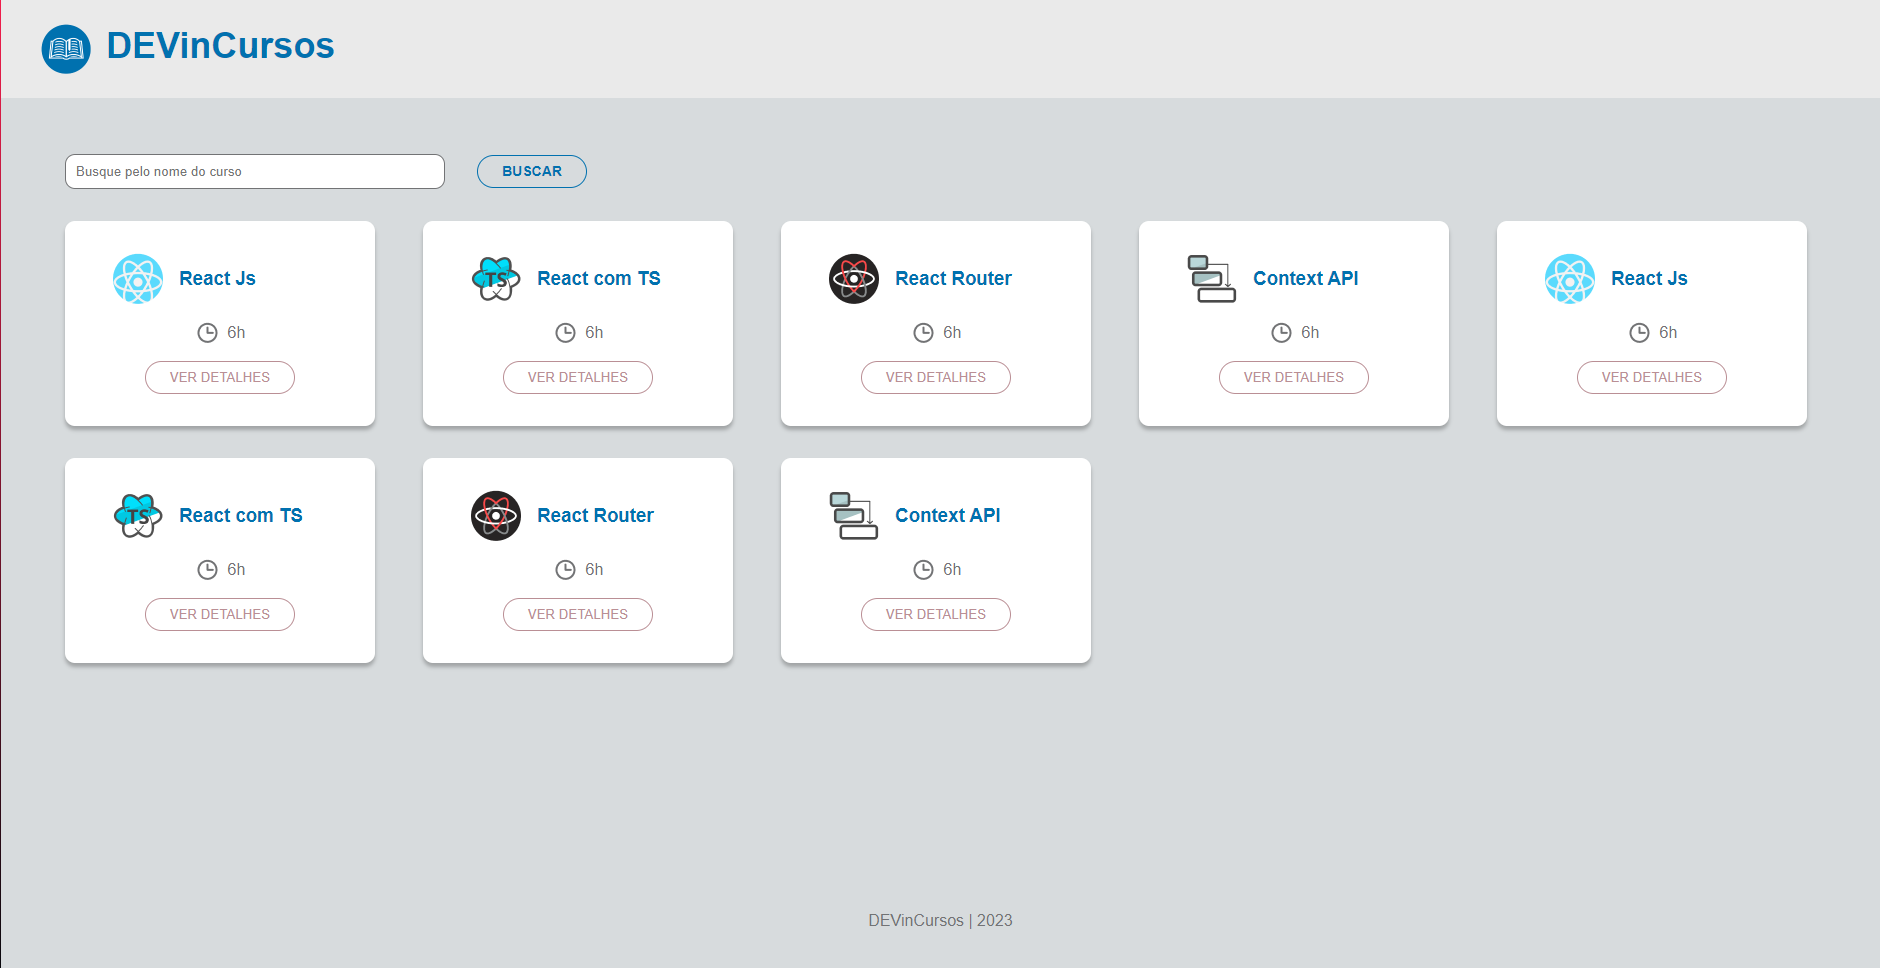 DEVinCursos
Busque pelo nome do curso
BUSCAR
React Js
6h
VER DETALHES
TS
React com TS
6h
VER DETALHES
React Router
6h
VER DETALHES
Context API
6h
VER DETALHES
React Js
6h
VER DETALHES
TS
React com TS
6h
VER DETALHES
React Router
6h
VER DETALHES
Context API
6h
VER DETALHES
DEVinCursos | 2023